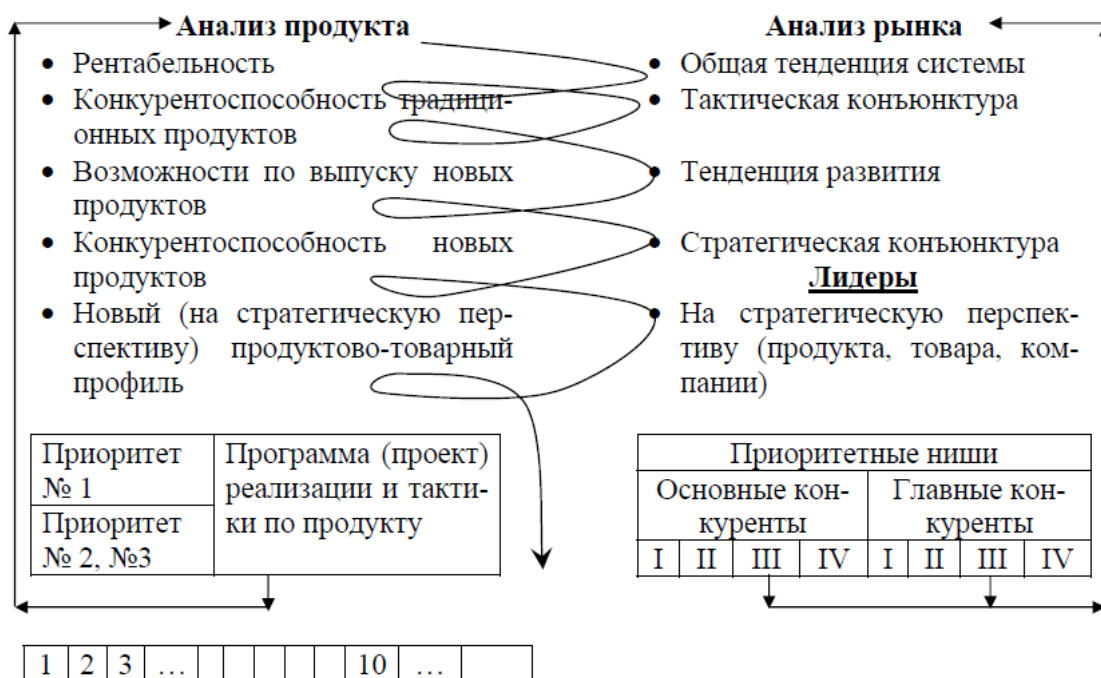 Анализ продукта
• Рентабельность
• Конкурентоспособность традици-
онных продуктов
• Возможности по выпуску новых
продуктов
• Конкурентоспособность новых
продуктов
• Новый (на стратегическую пер-
спективу) продуктово-товарный
профиль
Анализ рынка
• Общая тенденция системы
• Тактическая конъюнктура
• Тенденция развития
• Стратегическая конъюнктура
Лидеры
• На стратегическую перспек-
тиву (продукта, товара, ком-
пании)
Приоритет
№ 1
Приоритет
№ 2, №3
Программа (проект)
реализации и такти-
ки по продукту
Приоритетные ниши
Основные кон-
куренты
Главные кон-
куренты
I II III IV I II III IV
1 2 3 … 10 …